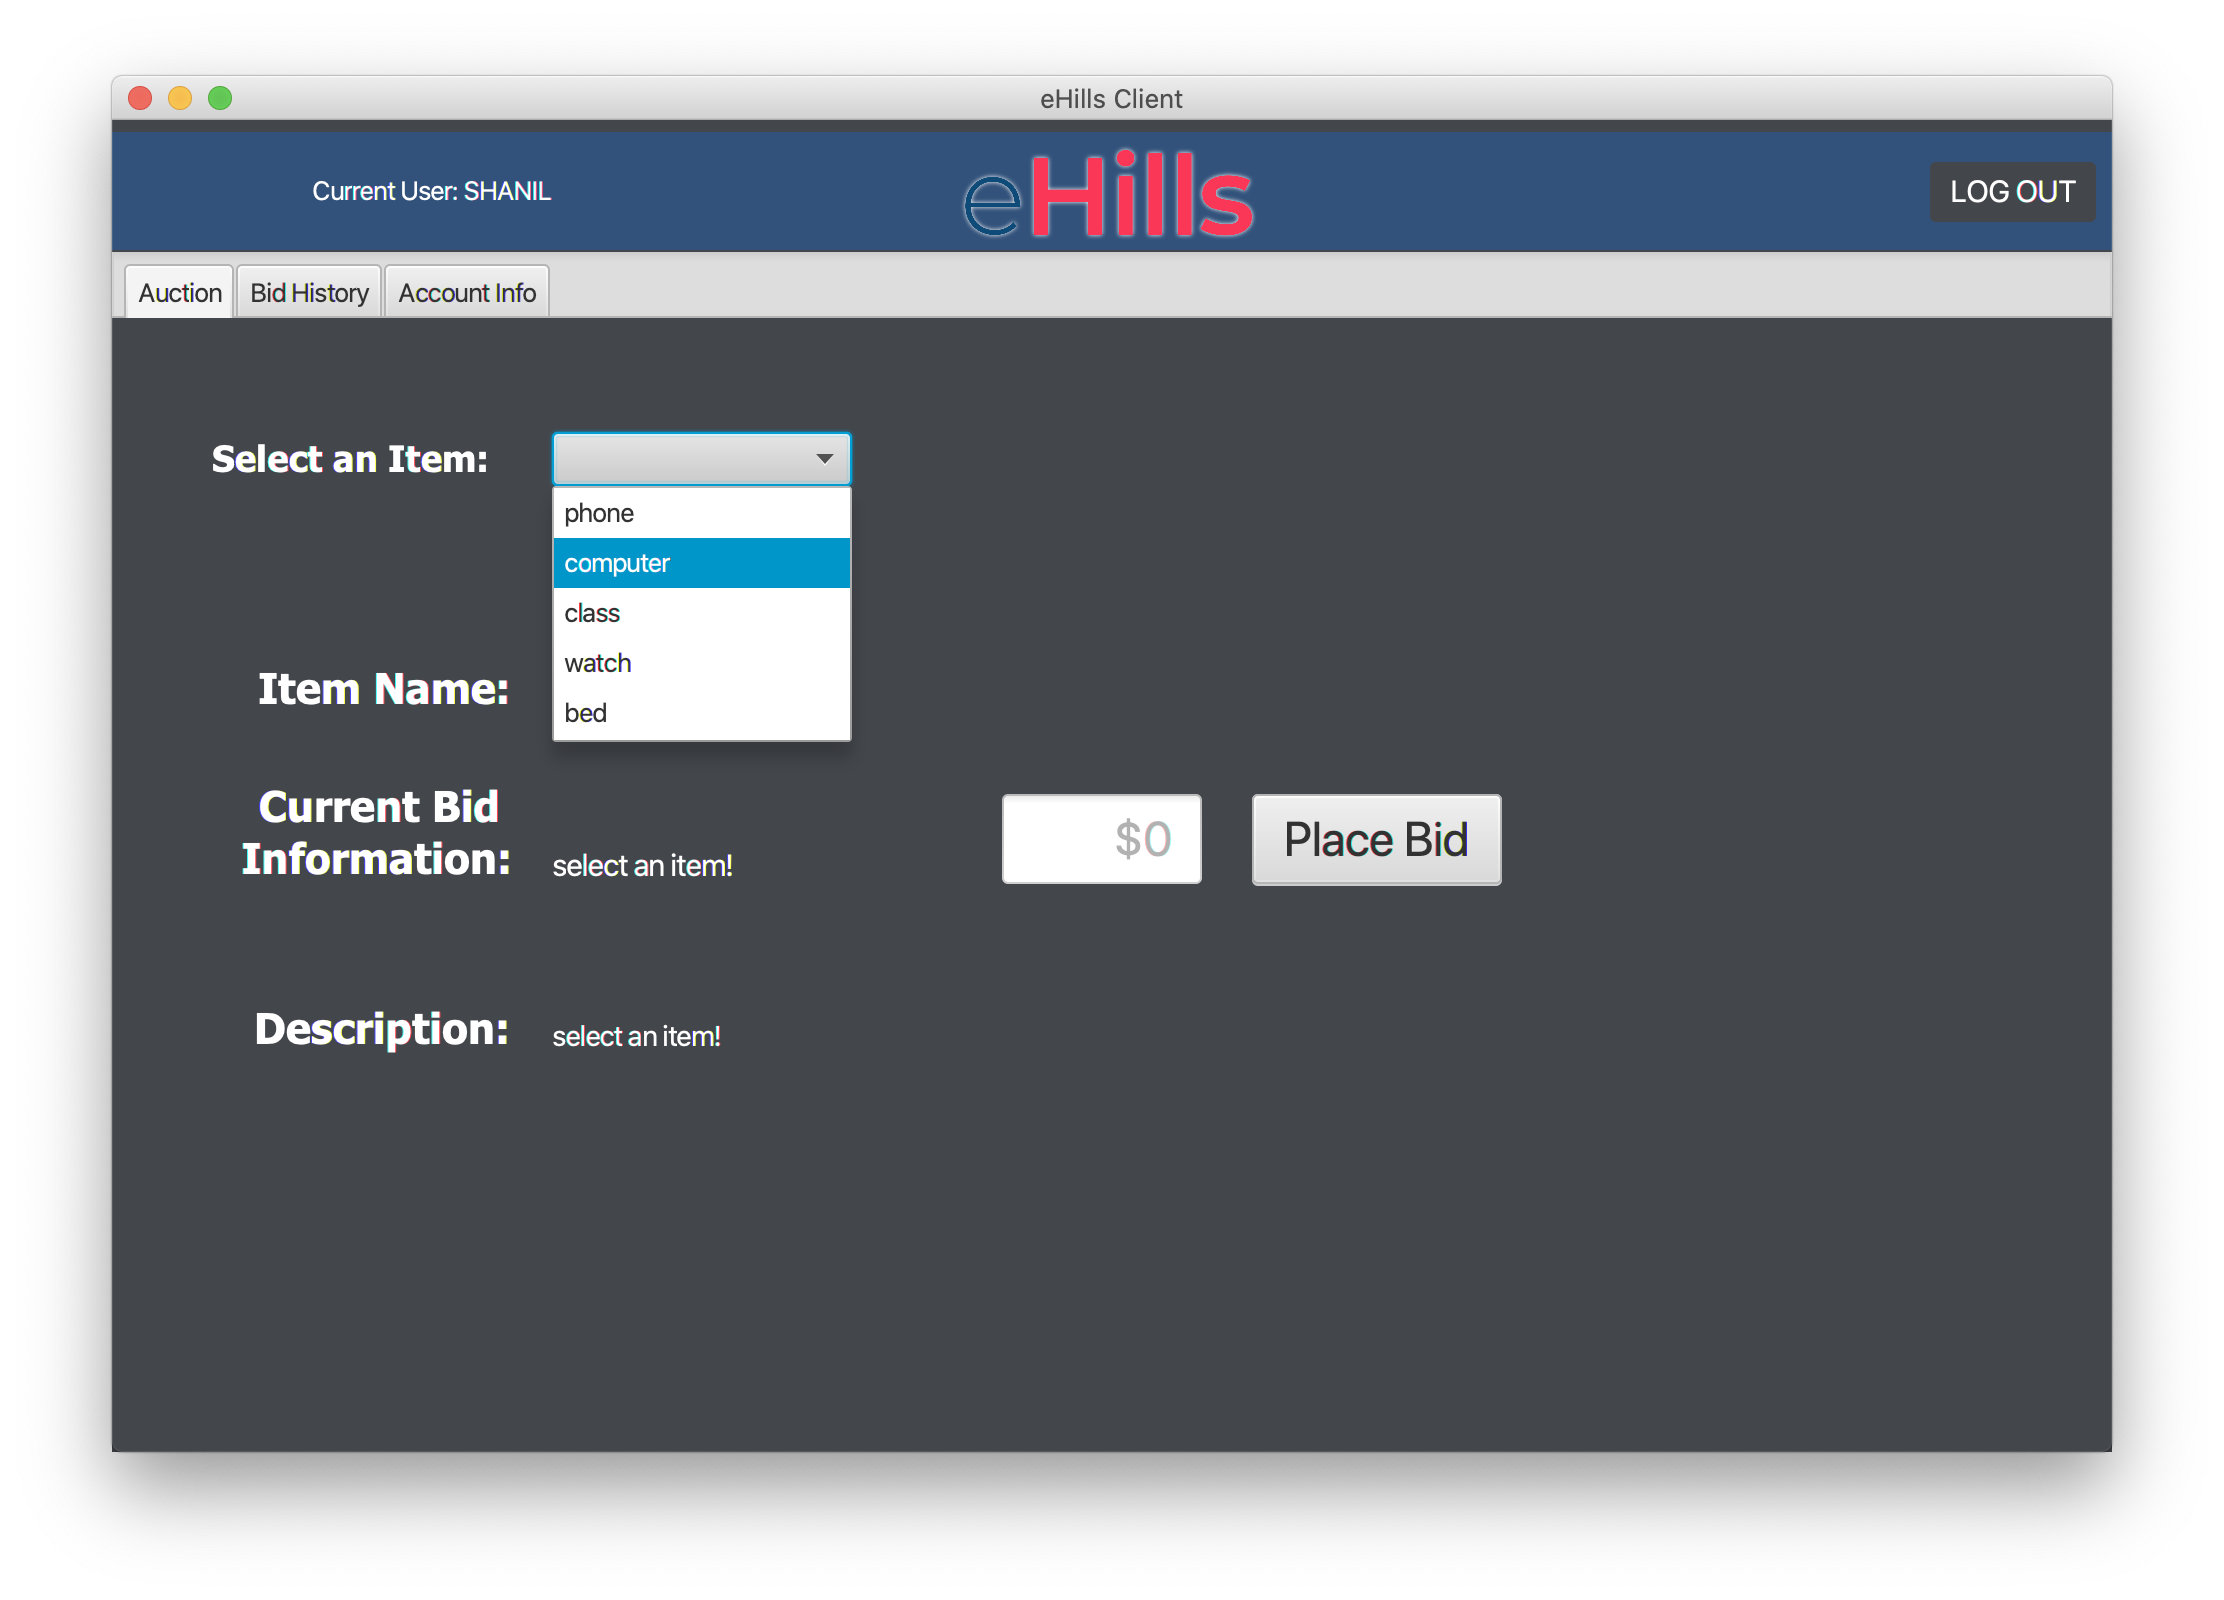 eHills Client
Current User: SHANIL
eHills
LOG OUT
Auction
Bid History
Account Info
Select an Item:
phone
computer
class
watch
bed
Item Name:
Current Bid
Information:
select an item!
$0
Place Bid
Description:
select an item!